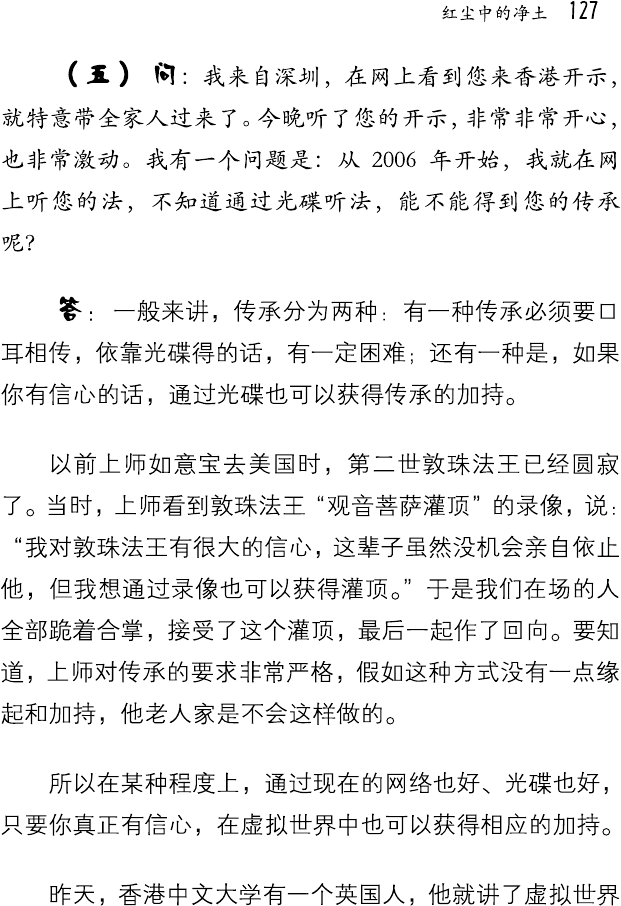 红尘中的净土 127
（五） 问：我来自深圳，在网上看到您来香港开示，
就特意带全家人过来了。今晚听了您的开示，非常非常开心，
也非常激动。我有一个问题是：从 2006 年开始，我就在网
上听您的法，不知道通过光碟听法，能不能得到您的传承
呢？
答：一般来讲，传承分为两种：有一种传承必须要口
耳相传，依靠光碟得的话，有一定困难；还有一种是，如果
你有信心的话，通过光碟也可以获得传承的加持。
以前上师如意宝去美国时，第二世敦珠法王已经圆寂
了。当时，上师看到敦珠法王“观音菩萨灌顶”的录像，说：
“我对敦珠法王有很大的信心，这辈子虽然没机会亲自依止
他，但我想通过录像也可以获得灌顶。”于是我们在场的人
全部跪着合掌，接受了这个灌顶，最后一起作了回向。要知
道，上师对传承的要求非常严格，假如这种方式没有一点缘
起和加持，他老人家是不会这样做的。
所以在某种程度上，通过现在的网络也好、光碟也好，
只要你真正有信心，在虚拟世界中也可以获得相应的加持。
昨天，香港中文大学有一个英国人，他就讲了虚拟世界